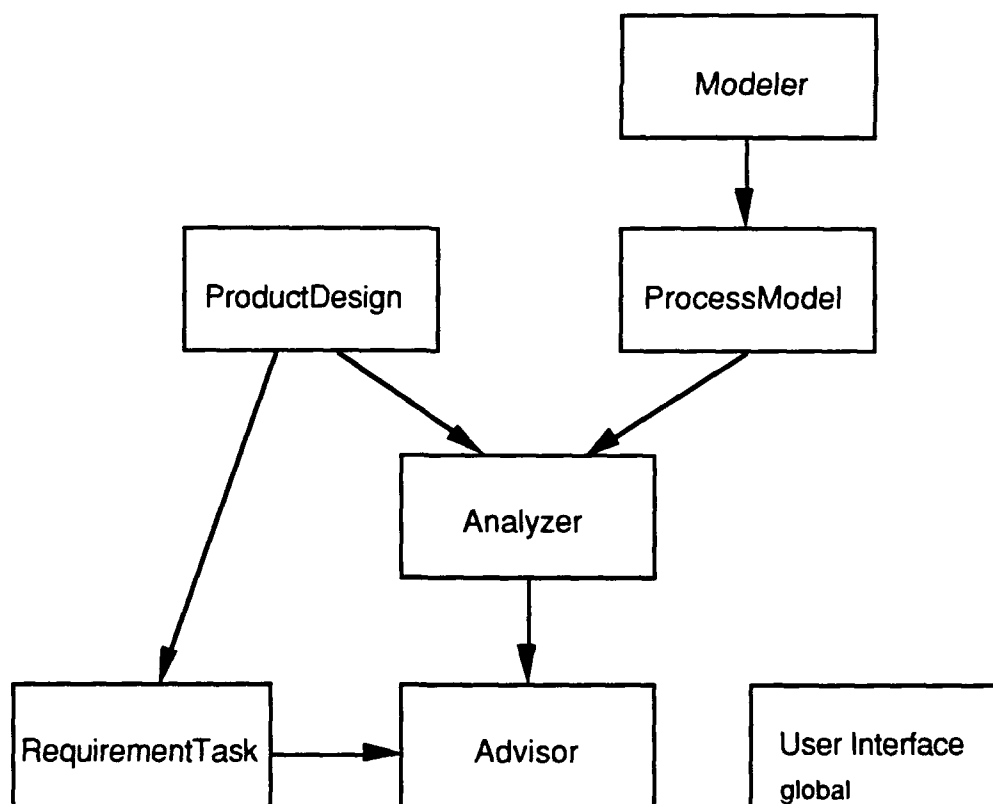 Modeler
ProductDesign
ProcessModel
Analyzer
RequirementTask
Advisor
User Interface
global